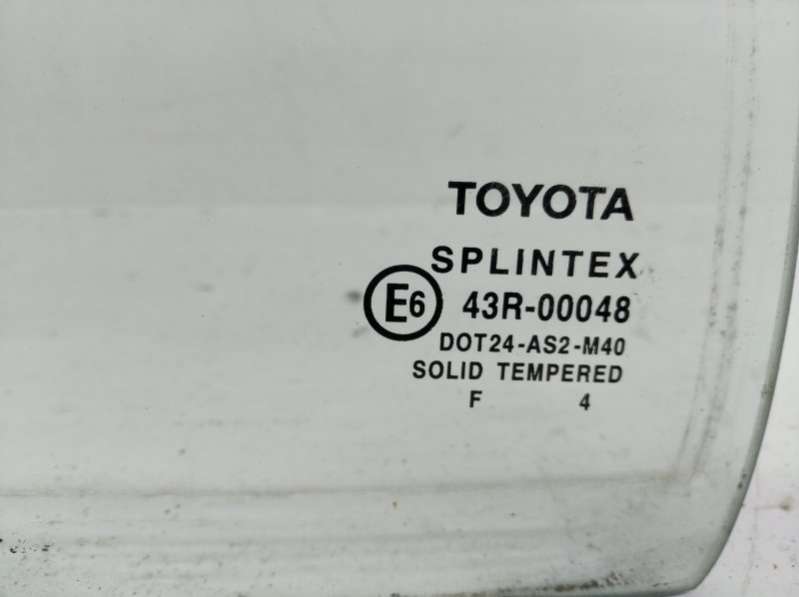 TOYOTA
SPLINTEX
E6 43R-00048
DOT24-AS2-M40
SOLID TEMPERED
F 4